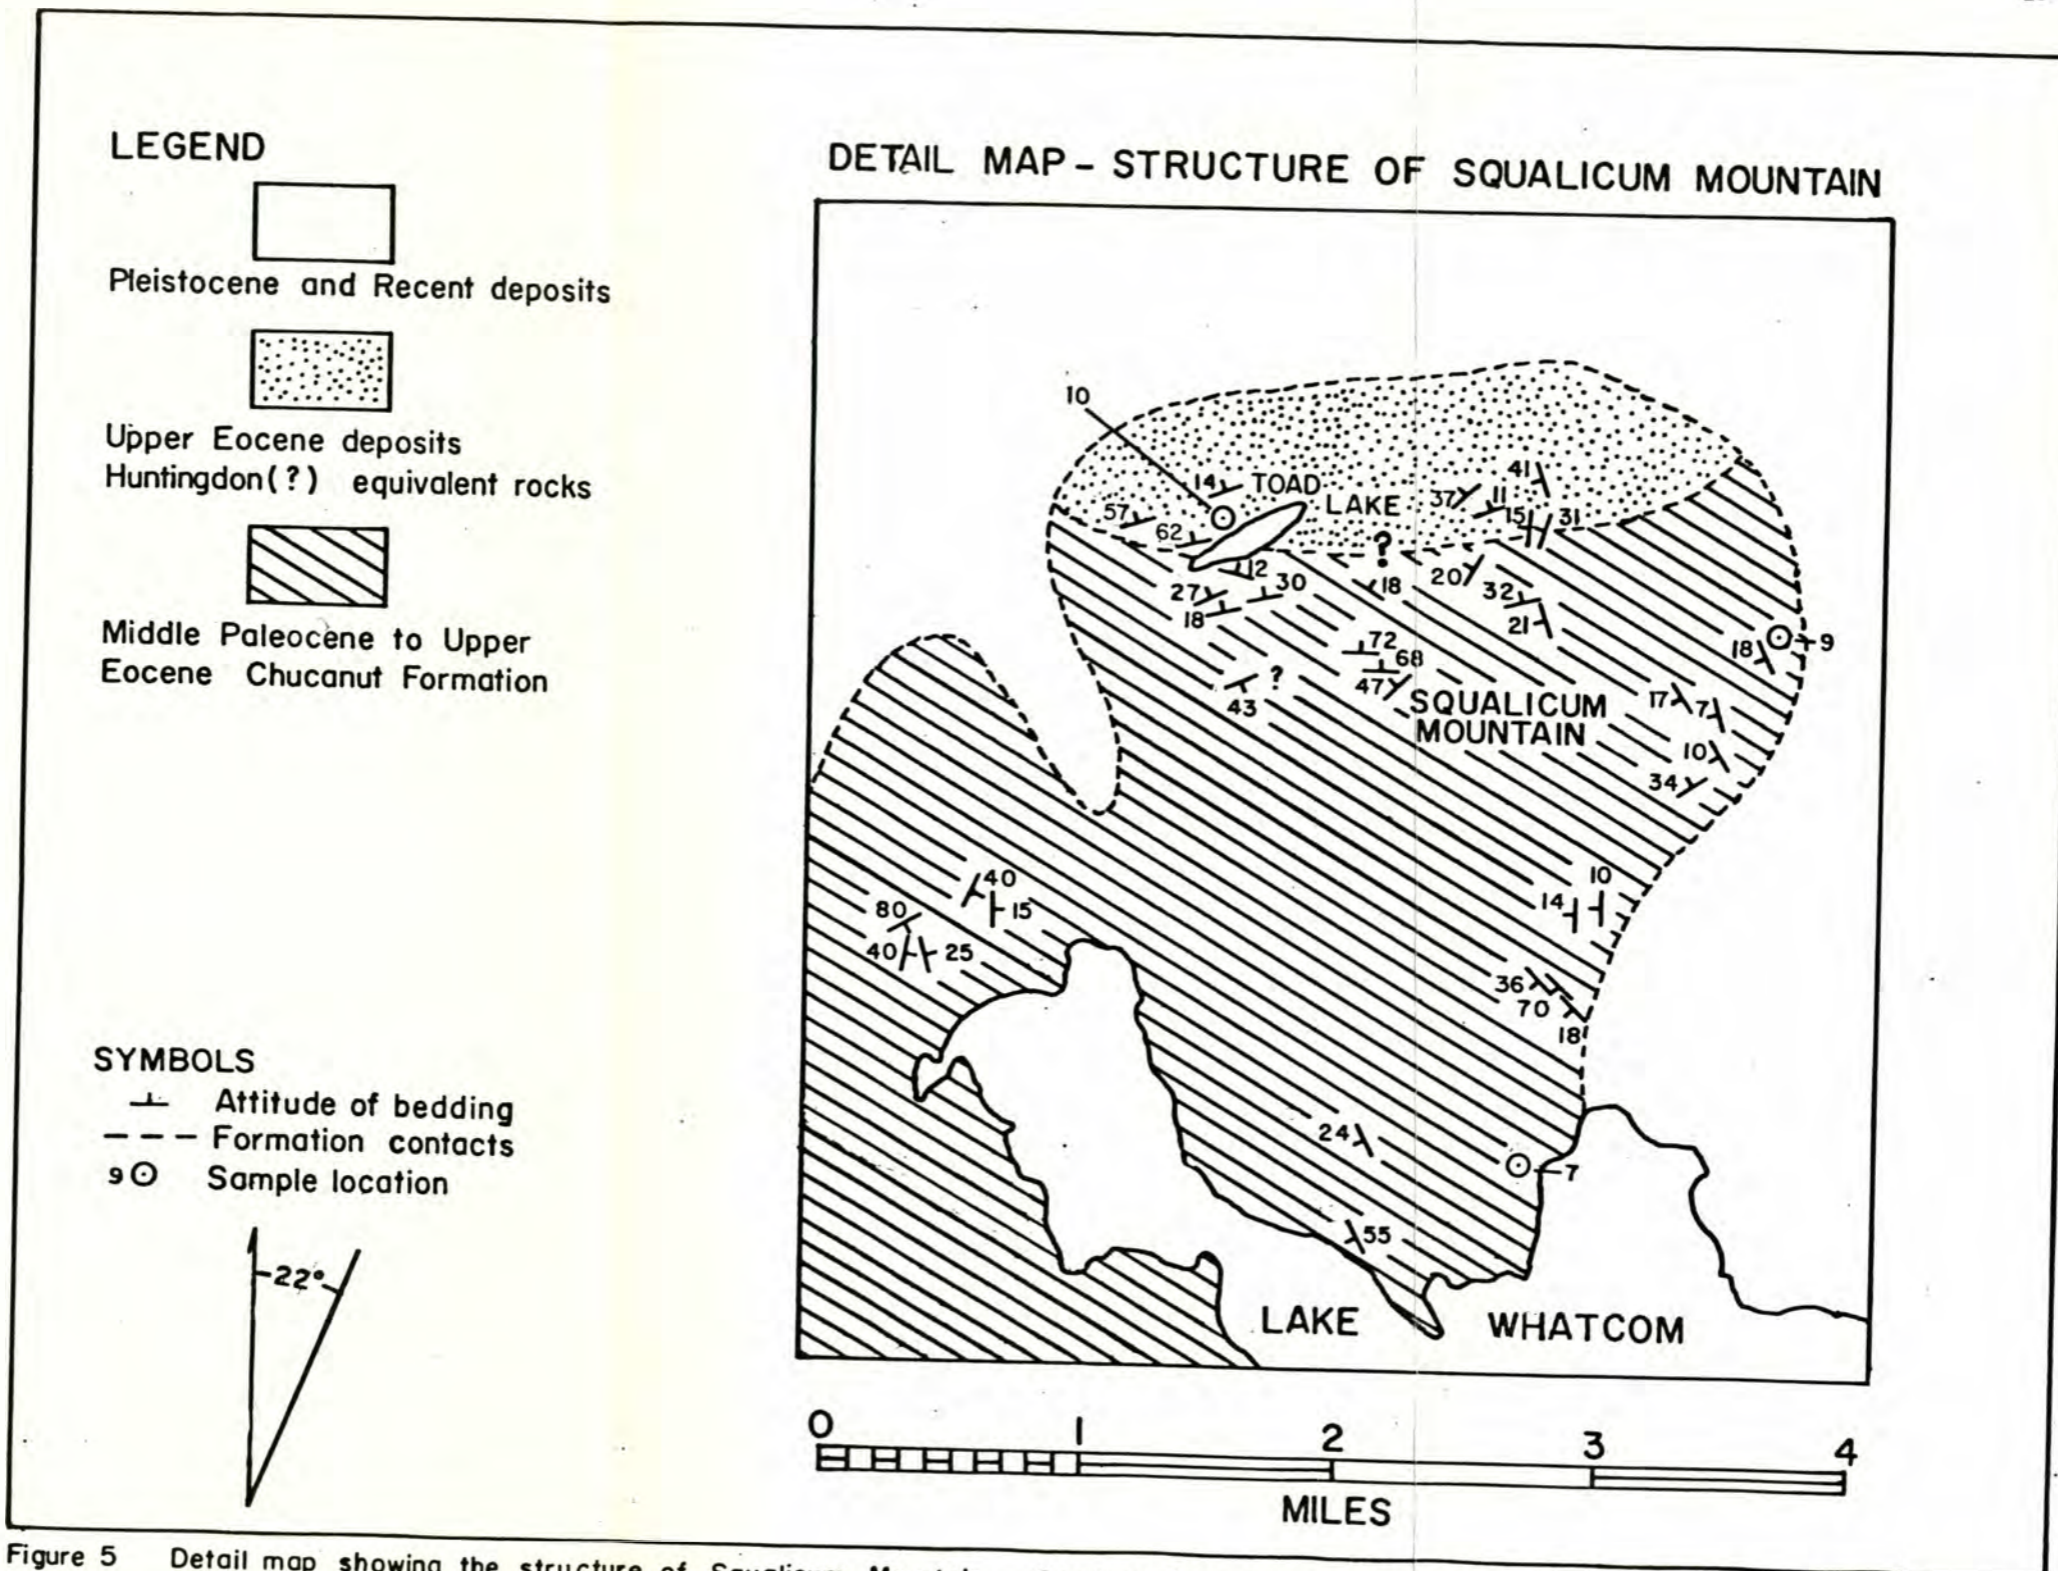 LEGEND
Pleistocene and Recent deposits
Upper Eocene deposits
Huntingdon(?) equivalent rocks
Middle Paleocene to Upper
Eocene Chucanut Formation
SYMBOLS
Attitude of bedding
Formation contacts
9 Sample location
22°
DETAIL MAP - STRUCTURE OF SQUALICUM MOUNTAIN
10
41
14 TOAD
37 11
57 LAKE 15 31
62
?
12
30 18 20
27 32
18 21
72
68 18 9
? 47
43 SQUALICUM 17 7
MOUNTAIN
10
34
40 10
80 15 14
40 25
36
70
18
24
7
55
LAKE WHATCOM
0 1 2 3 4
MILES
Figure 5 Detail map showing the structure of